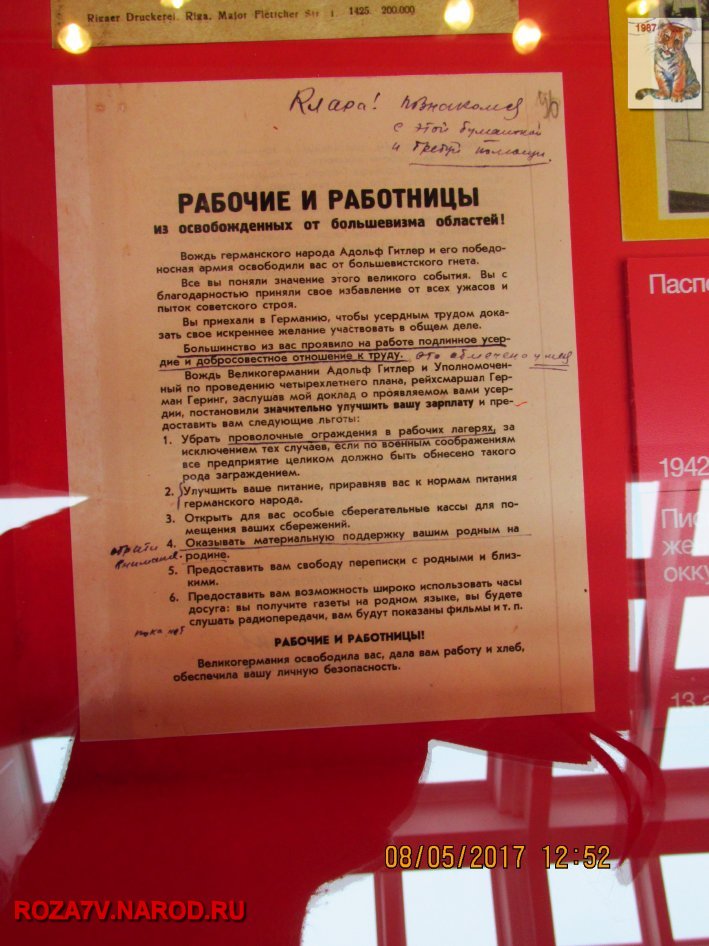 Rigaer Druckerei, Riga, Major Fletcher Str 1. 1425. 200.000
1987
Клара! познакомся
с этой бумажкой
и требуй помощи.
РАБОЧИЕ И РАБОТНИЦЫ
из освобожденных от большевизма областей!
Вождь германского народа Адольф Гитлер и его победо-
носная армия освободили вас от большевистского гнета.
Все вы поняли значение этого великого события. Вы с
благодарностью приняли свое избавление от всех ужасов и
пыток советского строя.
Вы приехали в Германию, чтобы усердным трудом дока-
зать свое искреннее желание участвовать в общем деле.
Большинство из вас проявило на работе подлинное усер-
дие и добросовестное отношение к труду. это
Вождь Великогермании Адольф Гитлер и Уполномочен-
ный по проведению четырехлетнего плана, рейхсмаршал Гер-
ман Геринг, заслушав мой доклад о проявляемом вами усер-
дии, постановили значительно улучшить вашу зарплату и пре-
доставить вам следующие льготы:
1. Убрать проволочные ограждения в рабочих лагерях, за
исключением тех случаев, если по военным соображениям
все предприятие целиком должно быть обнесено такого
рода заграждением.
2. Улучшить ваше питание, приравняв вас к нормам питания
германского народа.
3. Открыть для вас особые сберегательные кассы для по-
мещения ваших сбережений.
обрати
внимание
4. Оказывать материальную поддержку вашим родным на
родине.
5. Предоставить вам свободу переписки с родными и близ-
кими.
6. Предоставить вам возможность широко использовать часы
досуга: вы получите газеты на родном языке, вы будете
слушать радиопередачи, вам будут показаны фильмы и т. п.
пока нет
РАБОЧИЕ И РАБОТНИЦЫ!
Великогермания освободила вас, дала вам работу и хлеб,
обеспечила вашу личную безопасность.
Паспо
1942
Пис
же
окку
13
08/05/2017 12:52
ROZA7V.NAROD.RU